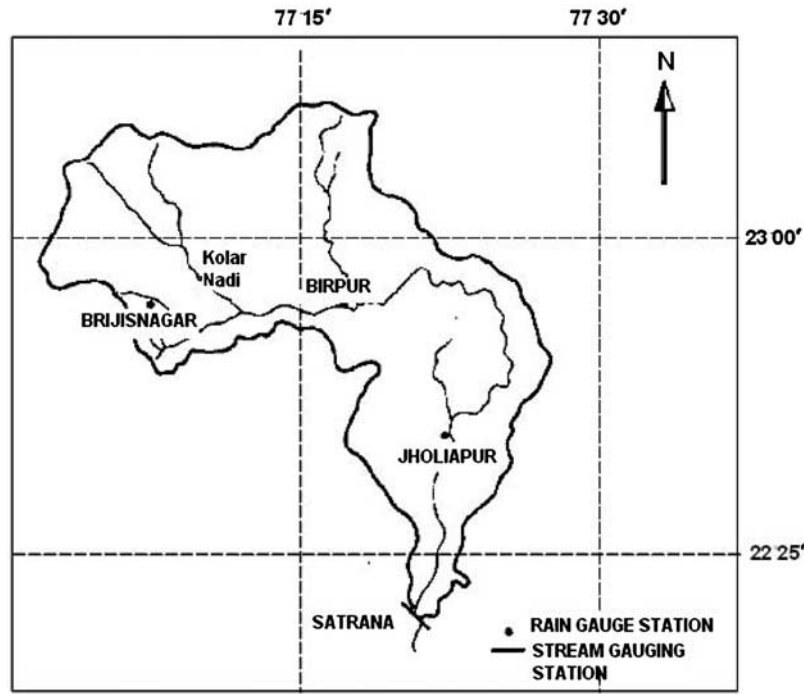 77 15′
77 30′
N
23 00′
Kolar
Nadi
BIRPUR
BRIJISNAGAR
JHOLIAPUR
22 25′
SATRANA
RAIN GAUGE STATION
STREAM GAUGING
STATION